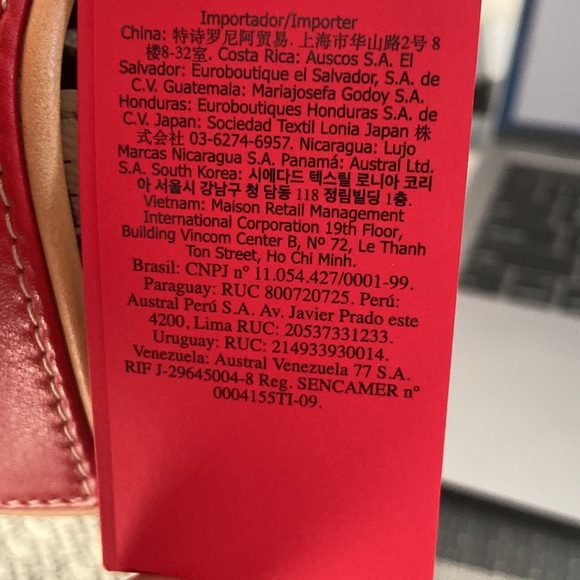 Importador/Importer
China: 特诗罗尼阿贸易. 上海市华山路2号 8
楼8-32室. Costa Rica: Auscos S.A. El
Salvador: Euroboutique el Salvador, S.A. de
C.V. Guatemala: Mariajosefa Godoy S.A.
Honduras: Euroboutiques Honduras S.A. de
C.V. Japan: Sociedad Textil Lonia Japan 株
式会社 03-6274-6957. Nicaragua: Lujo
Marcas Nicaragua S.A. Panamá: Austral Ltd.
S.A. South Korea: 시에다드 텍스틸 로니아 코리
아 서울시 강남구 청 담동 118 정림빌딩 1층.
Vietnam: Maison Retail Management
International Corporation 19th Floor,
Building Vincom Center B, Nº 72, Le Thanh
Ton Street, Ho Chi Minh.
Brasil: CNPJ nº 11.054.427/0001-99.
Paraguay: RUC 800720725. Perú:
Austral Perú S.A. Av. Javier Prado este
4200, Lima RUC: 20537331233.
Uruguay: RUC: 214933930014.
Venezuela: Austral Venezuela 77 S.A.
RIF J-29645004-8 Reg. SENCAMER nº
0004155TI-09.